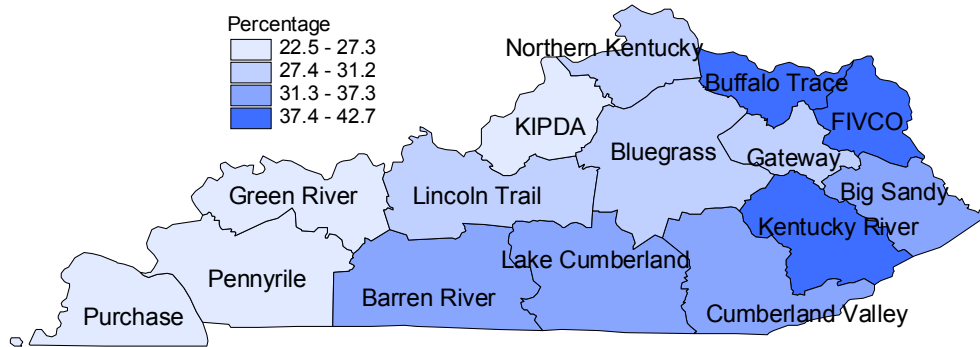 Percentage
22.5 - 27.3
27.4 - 31.2
31.3 - 37.3
37.4 - 42.7
Northern Kentucky
Buffalo Trace
FIVCO
KIPDA
Bluegrass
Gateway
Big Sandy
Green River
Lincoln Trail
Kentucky River
Lake Cumberland
Pennyrile
Barren River
Purchase
Cumberland Valley